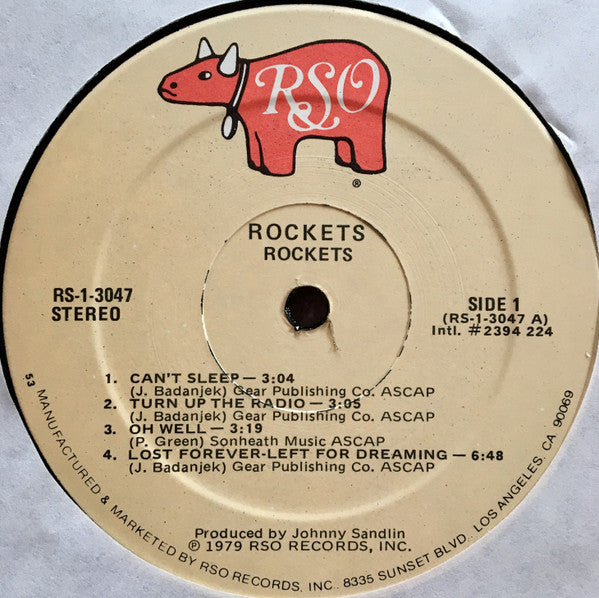 RSO
®
ROCKETS
ROCKETS
RS-1-3047
STEREO
SIDE 1
(RS-1-3047 A)
Intl. #2394 224
1. CAN'T SLEEP — 3:04
(J. Badanjek) Gear Publishing Co. ASCAP
2. TURN UP THE RADIO — 3:05
(J. Badanjek) Gear Publishing Co. ASCAP
3. OH WELL — 3:19
(P. Green) Sonheath Music ASCAP
4. LOST FOREVER-LEFT FOR DREAMING — 6:48
(J. Badanjek) Gear Publishing Co. ASCAP
Produced by Johnny Sandlin
℗ 1979 RSO RECORDS, INC.
53 MANUFACTURED & MARKETED BY RSO RECORDS, INC., 8335 SUNSET BLVD., LOS ANGELES, CA 90069